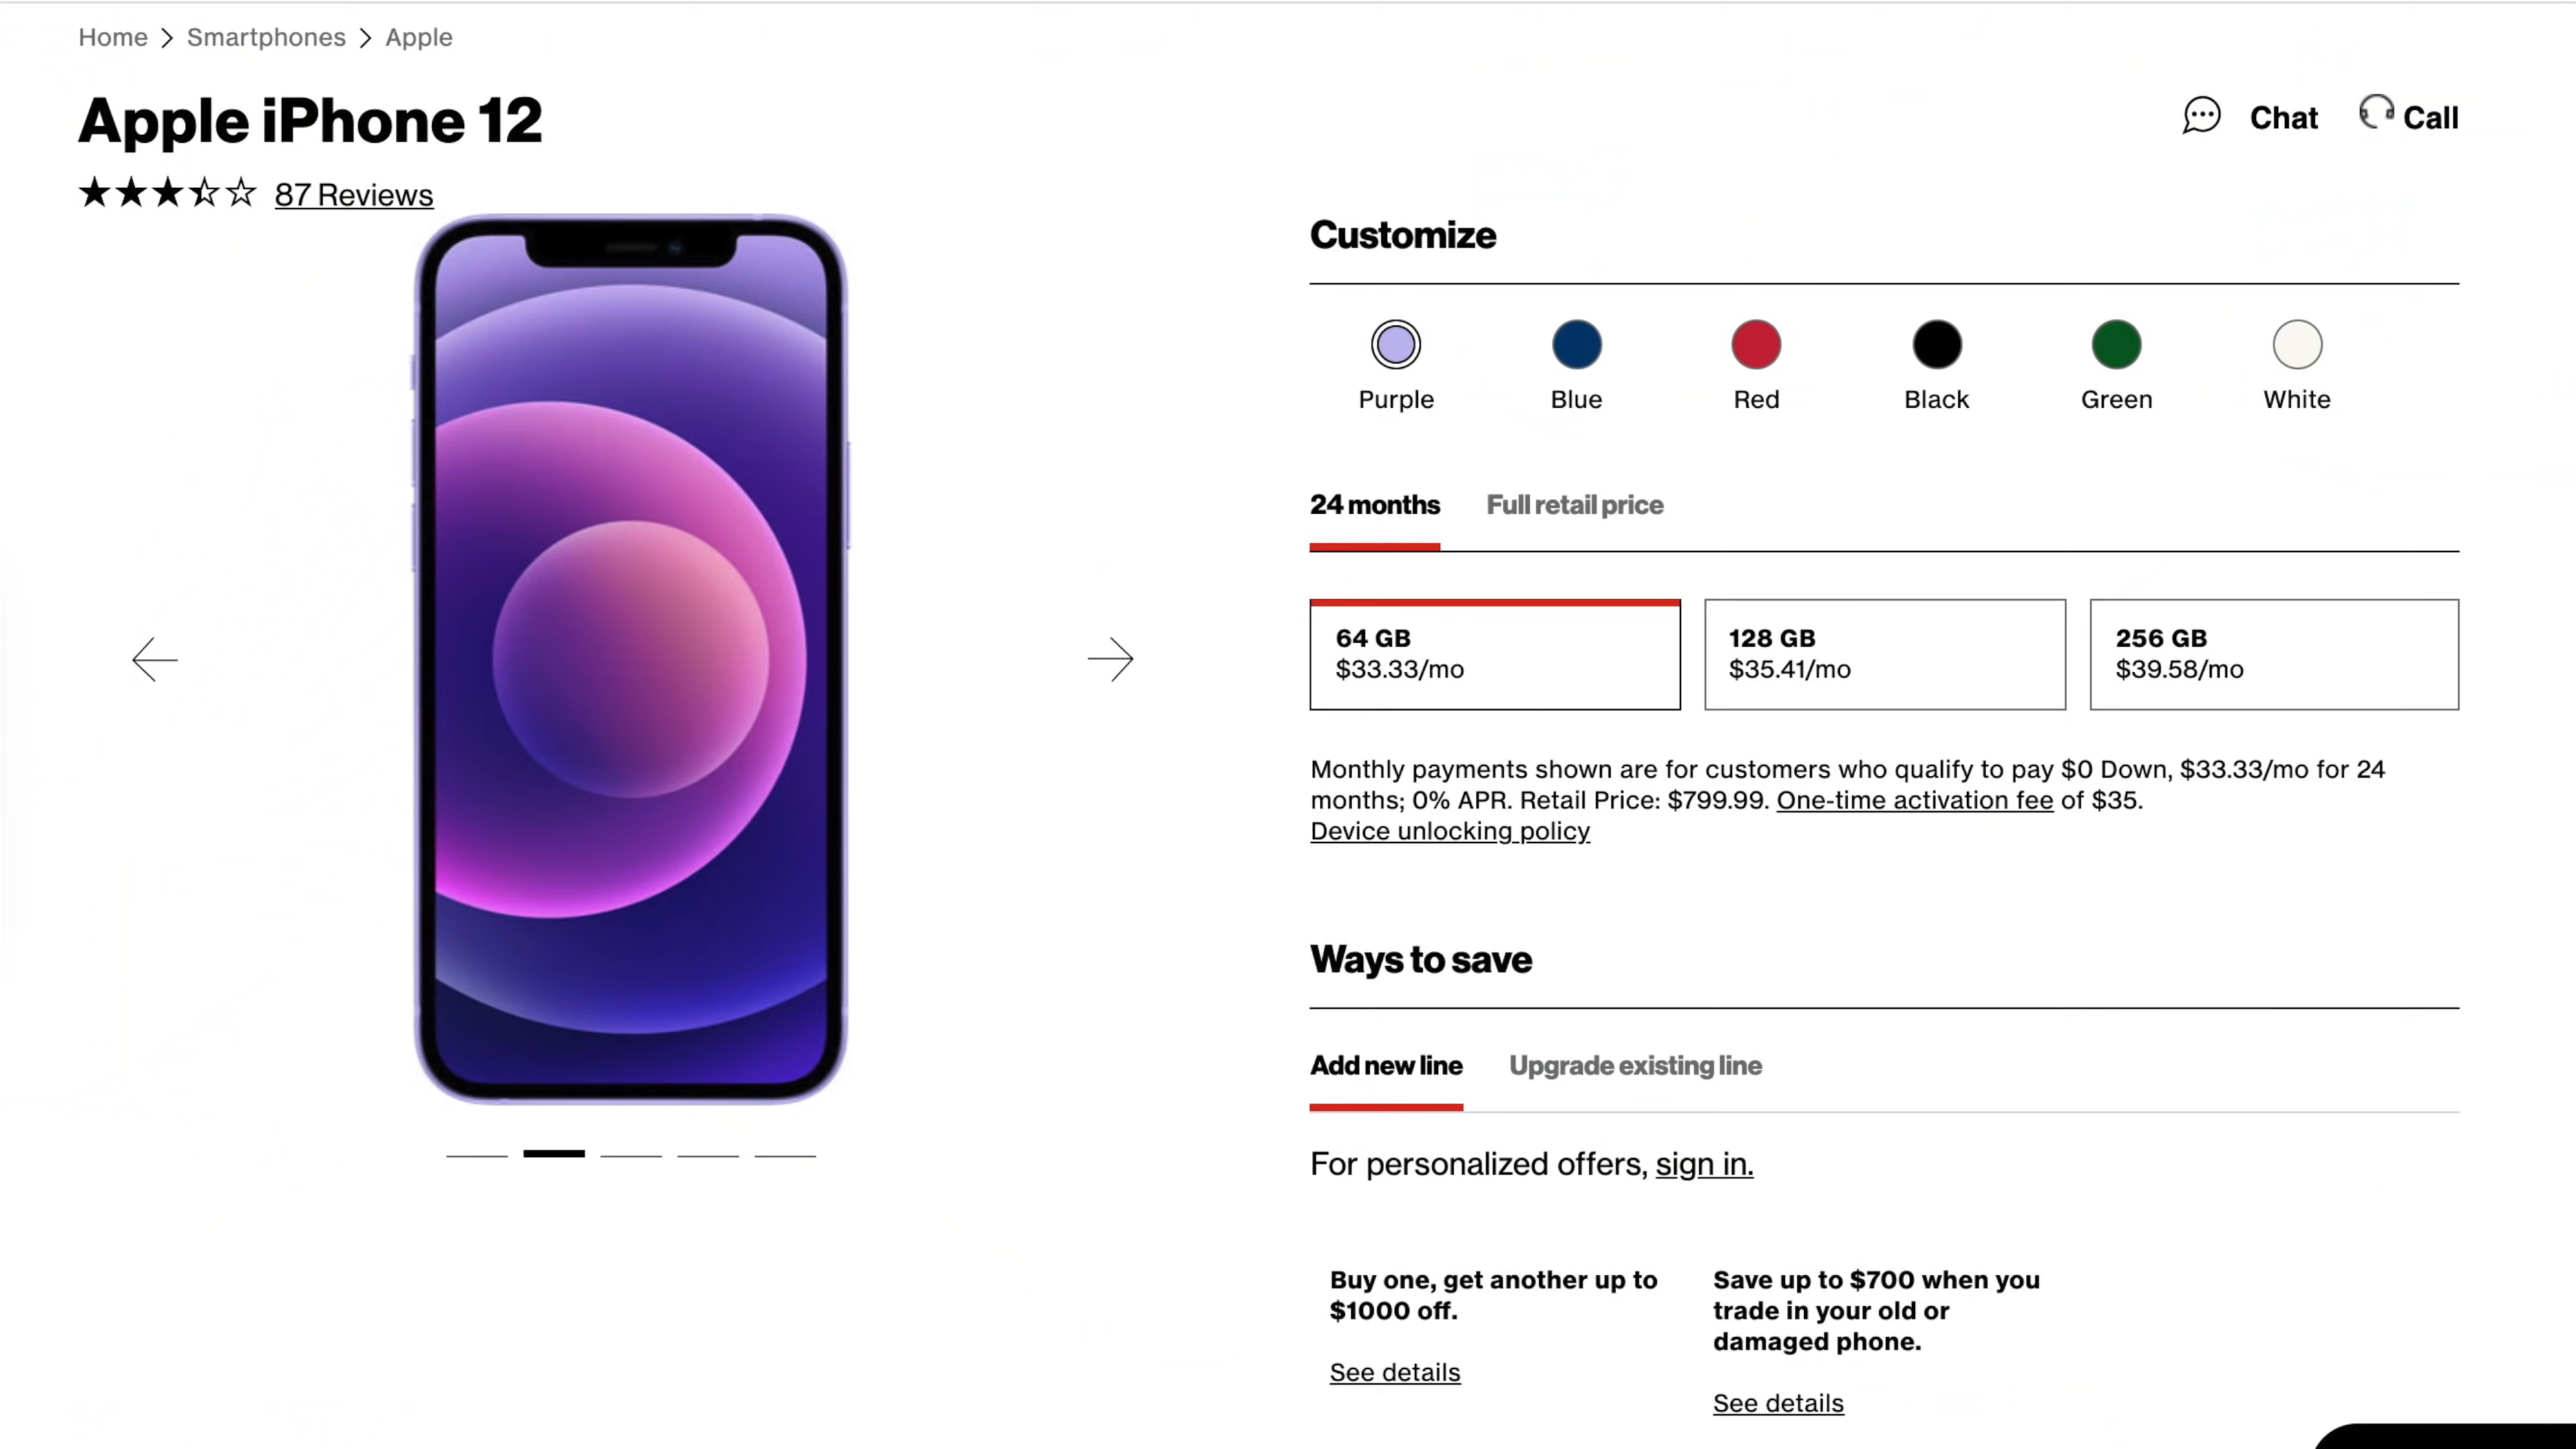 Home > Smartphones > Apple
Apple iPhone 12
Chat
Call
87 Reviews
Customize
Purple
Blue
Red
Black
Green
White
24 months
Full retail price
64 GB
$33.33/mo
128 GB
$35.41/mo
256 GB
$39.58/mo
Monthly payments shown are for customers who qualify to pay $0 Down, $33.33/mo for 24
months; 0% APR. Retail Price: $799.99. One-time activation fee of $35.
Device unlocking policy
Ways to save
Add new line
Upgrade existing line
For personalized offers, sign in.
Buy one, get another up to
$1000 off.
See details
Save up to $700 when you
trade in your old or
damaged phone.
See details